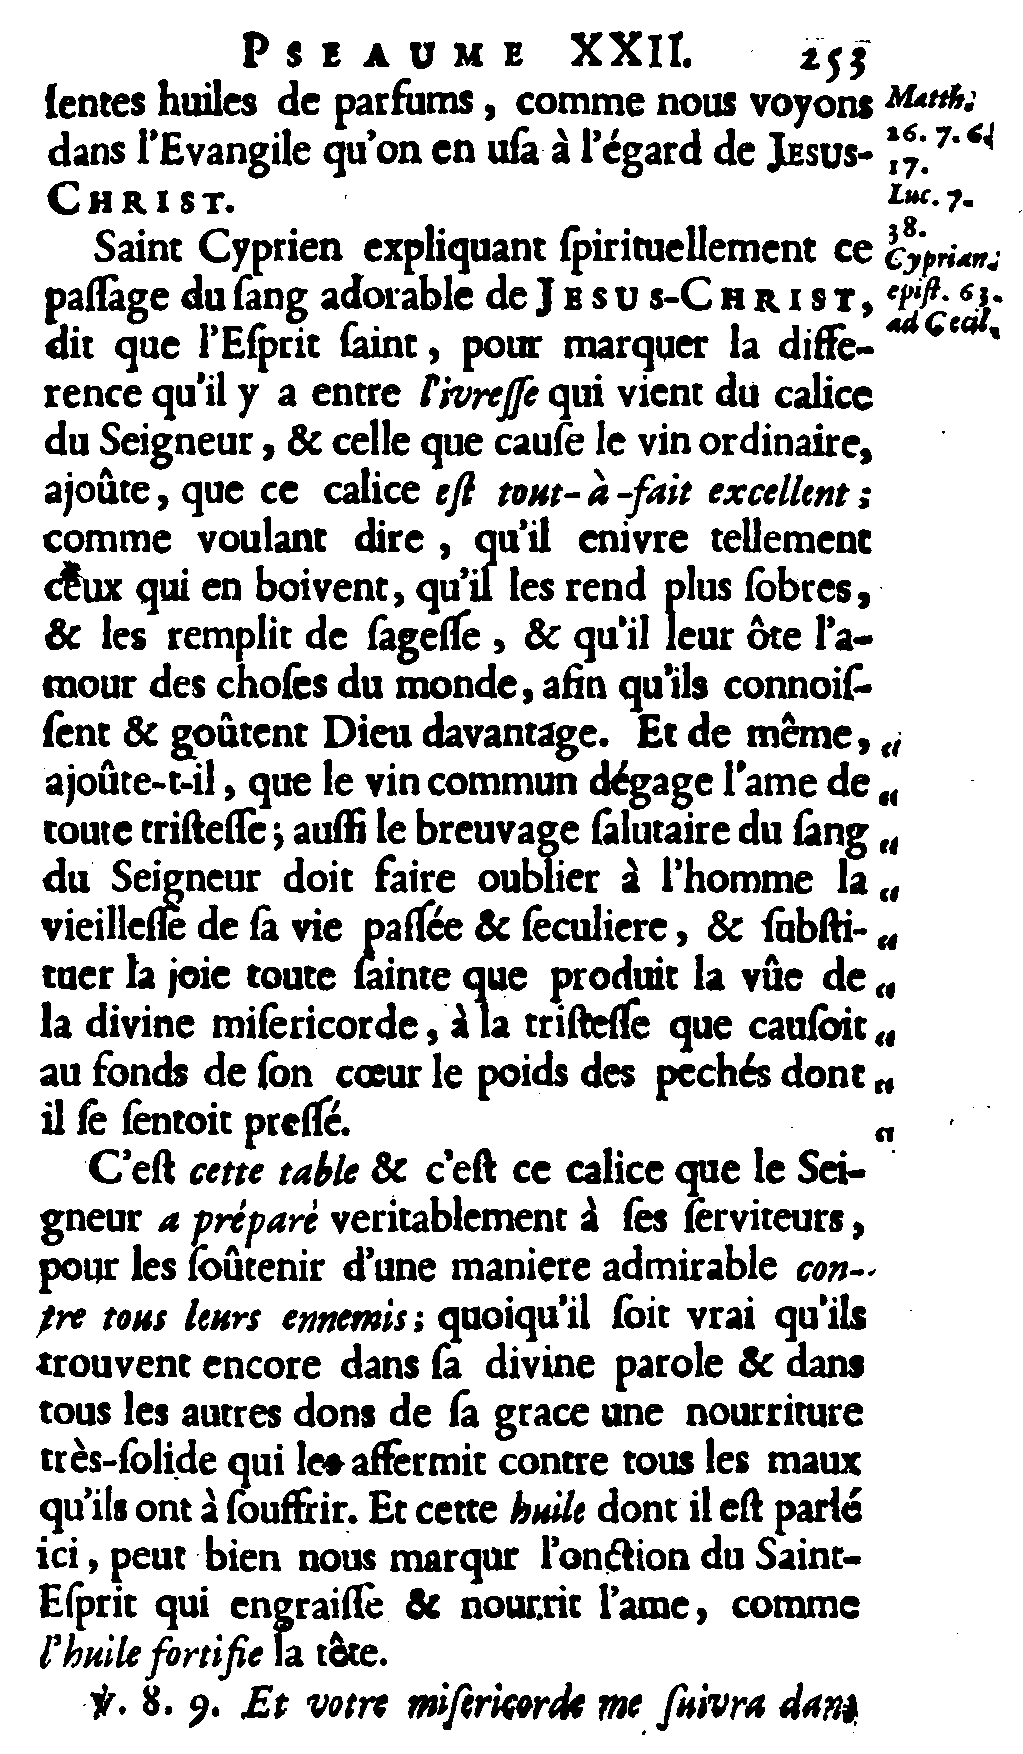 PSEAUME XXII. 253
ſentes huiles de parfums, comme nous voyons
dans l'Evangile qu'on en uſa à l'égard de JESUS-
CHRIST.
Matth.
26. 7. 6
17.
Luc. 7.
38.
Saint Cyprien expliquant ſpirituellement ce
paſſage du ſang adorable de JESUS-CHRIST,
dit que l'Eſprit ſaint, pour marquer la diffe-
Cyprian.
epiſt. 63.
ad Cecil.
rence qu'il y a entre l'ivreſſe qui vient du calice
du Seigneur, & celle que cauſe le vin ordinaire,
ajoûte, que ce calice eſt tout-à-fait excellent;
comme voulant dire, qu'il enivre tellement
ceux qui en boivent, qu'il les rend plus ſobres,
& les remplit de ſageſſe, & qu'il leur ôte l'a-
mour des choſes du monde, afin qu'ils connoiſ-
ſent & goûtent Dieu davantage. Et de même, "
ajoûte-t-il, que le vin commun dégage l'ame de "
toute triſteſſe; auſſi le breuvage ſalutaire du ſang "
du Seigneur doit faire oublier à l'homme la "
vieilleſſe de ſa vie paſſée & ſeculiere, & ſubſti- "
tuer la joie toute ſainte que produit la vûe de "
la divine miſericorde, à la triſteſſe que cauſoit "
au fonds de ſon cœur le poids des pechés dont "
il ſe ſentoit preſſé. "
C'eſt cette table & c'eſt ce calice que le Sei-
gneur a préparé veritablement à ſes ſerviteurs,
pour les ſoûtenir d'une maniere admirable con-
tre tous leurs ennemis; quoiqu'il ſoit vrai qu'ils
trouvent encore dans ſa divine parole & dans
tous les autres dons de ſa grace une nourriture
très-ſolide qui les affermit contre tous les maux
qu'ils ont à ſouffrir. Et cette huile dont il eſt parlé
ici, peut bien nous marqur l'onction du Saint-
Eſprit qui engraiſſe & nourrit l'ame, comme
l'huile fortifie la tête.
℣. 8. 9. Et votre miſericorde me ſuivra dans